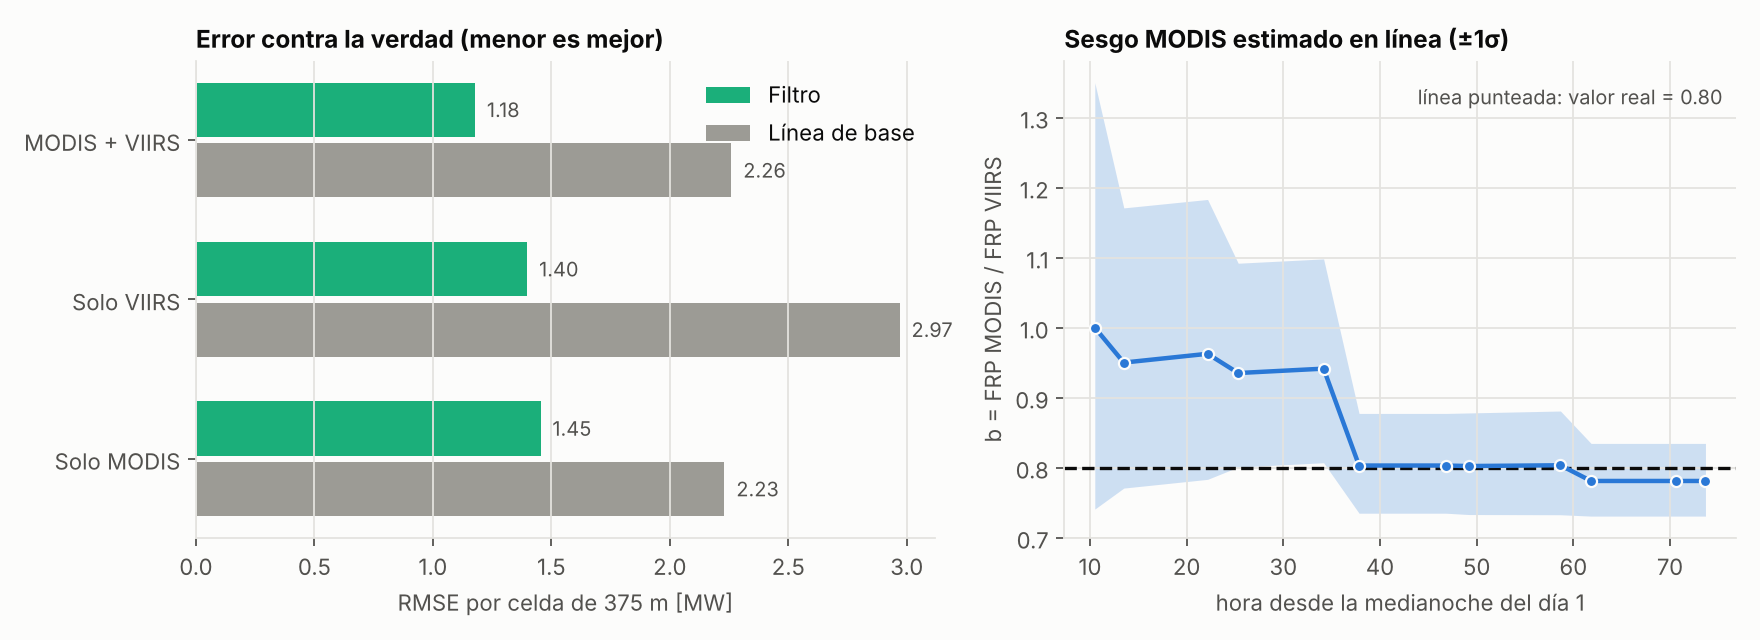 Error contra la verdad (menor es mejor)
Filtro
Línea de base
MODIS + VIIRS
1.18
2.26
Solo VIIRS
1.40
2.97
Solo MODIS
1.45
2.23
0.0 0.5 1.0 1.5 2.0 2.5 3.0
RMSE por celda de 375 m [MW]
Sesgo MODIS estimado en línea (±1σ)
línea punteada: valor real = 0.80
b = FRP MODIS / FRP VIIRS
1.3
1.2
1.1
1.0
0.9
0.8
0.7
10 20 30 40 50 60 70
hora desde la medianoche del día 1